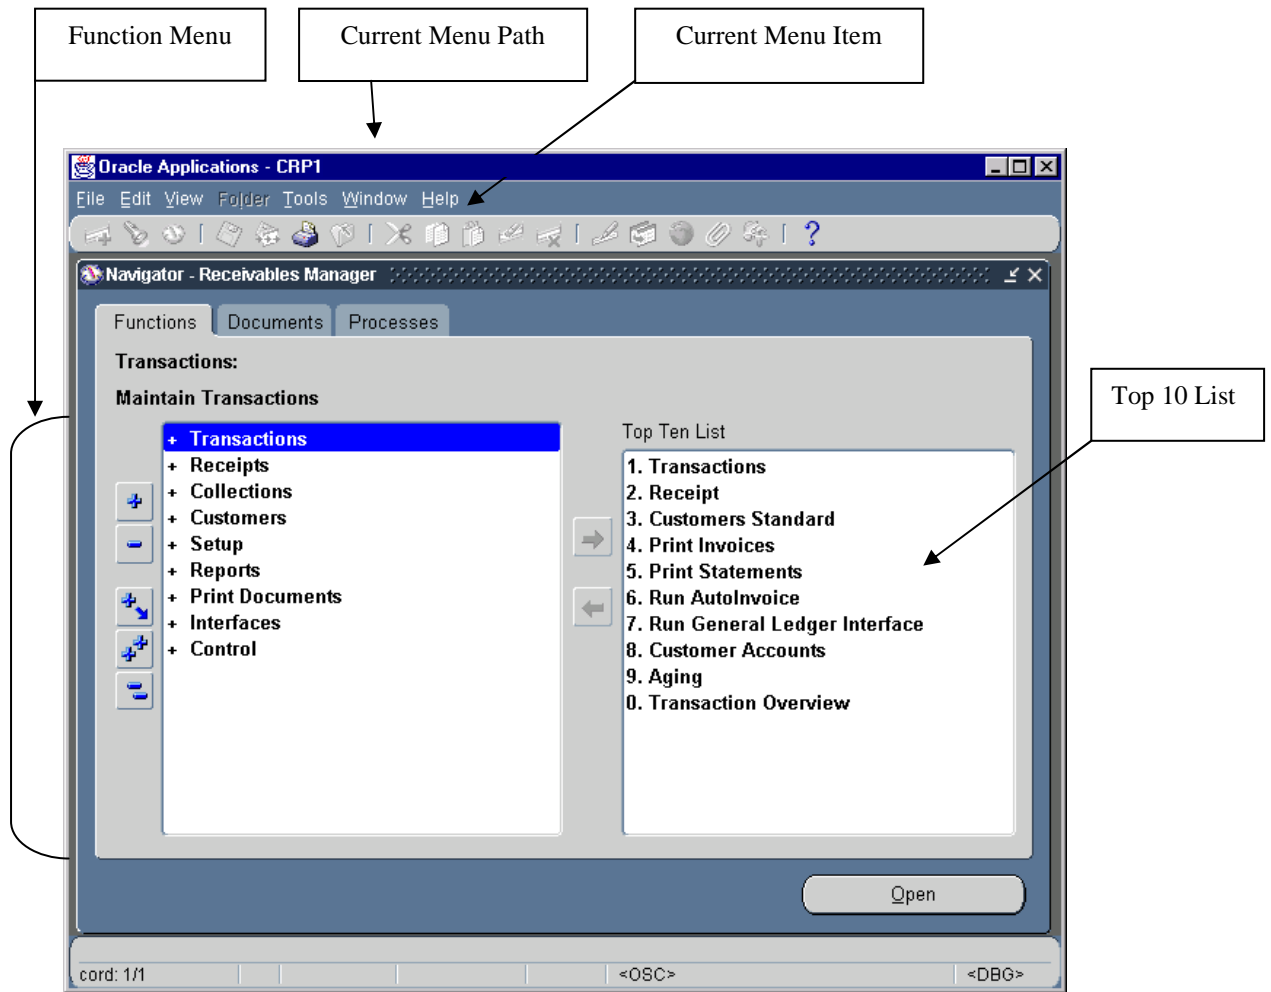 Function Menu
Current Menu Path
Current Menu Item
Oracle Applications - CRP1
File Edit View Folder Tools Window Help
Navigator - Receivables Manager
Functions Documents Processes
Transactions:
Maintain Transactions
+ Transactions
+ Receipts
+ Collections
+ Customers
+ Setup
+ Reports
+ Print Documents
+ Interfaces
+ Control
Top Ten List
1. Transactions
2. Receipt
3. Customers Standard
4. Print Invoices
5. Print Statements
6. Run AutoInvoice
7. Run General Ledger Interface
8. Customer Accounts
9. Aging
0. Transaction Overview
Top 10 List
Open
cord: 1/1 <OSC> <DBG>